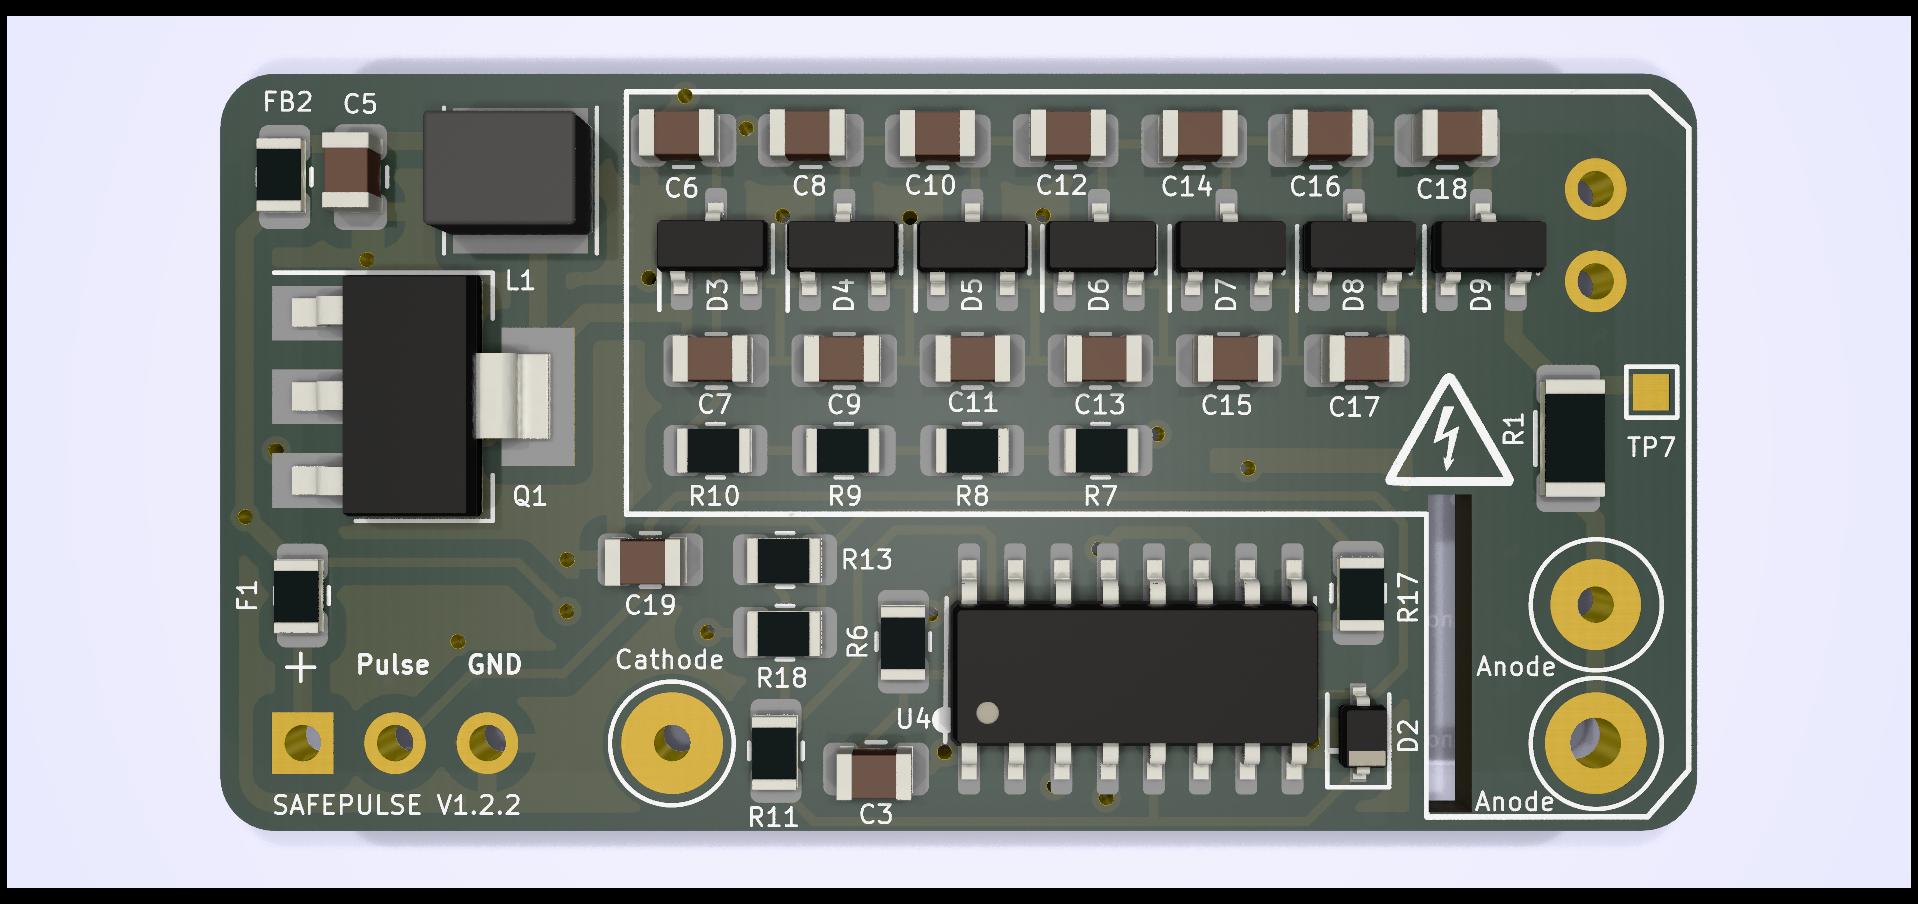 FB2 C5
C6 C8 C10 C12 C14 C16 C18
L1
D3 D4 D5 D6 D7 D8 D9
C7 C9 C11 C13 C15 C17
R1
TP7
Q1
R10 R9 R8 R7
R13
F1
C19
R17
R6
+ Pulse GND
Cathode
R18
Anode
U4
D2
SAFEPULSE V1.2.2
R11
C3
Anode